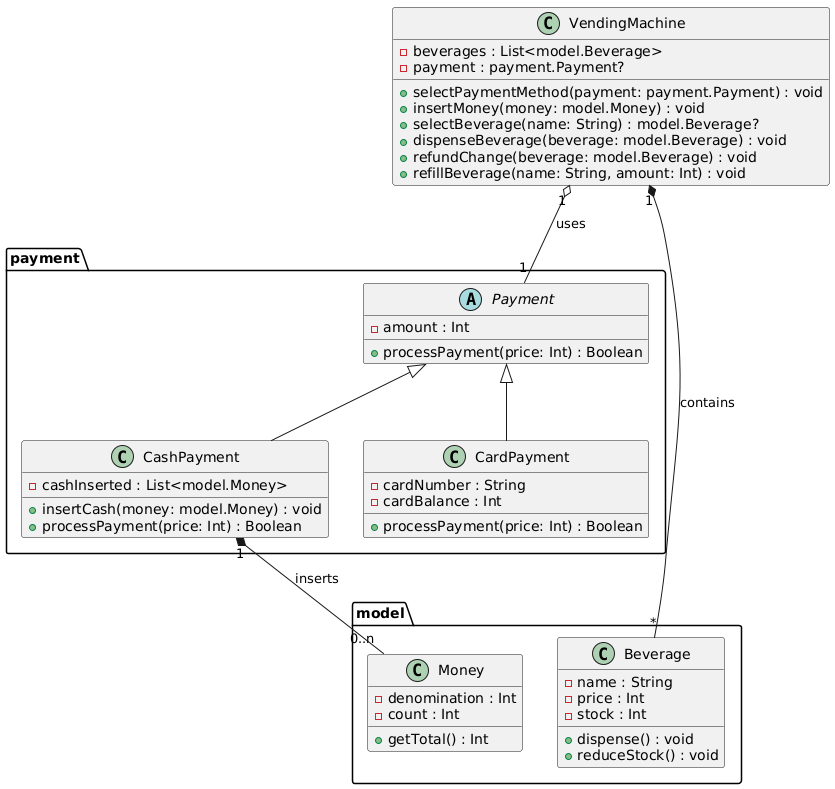 C VendingMachine
beverages : List<model.Beverage>
payment : payment.Payment?
selectPaymentMethod(payment: payment.Payment) : void
insertMoney(money: model.Money) : void
selectBeverage(name: String) : model.Beverage?
dispenseBeverage(beverage: model.Beverage) : void
refundChange(beverage: model.Beverage) : void
refillBeverage(name: String, amount: Int) : void
1
1
uses
payment
1
A Payment
amount : Int
processPayment(price: Int) : Boolean
contains
C CashPayment
cashInserted : List<model.Money>
insertCash(money: model.Money) : void
processPayment(price: Int) : Boolean
C CardPayment
cardNumber : String
cardBalance : Int
processPayment(price: Int) : Boolean
1
inserts
model
0..n
*
C Money
denomination : Int
count : Int
getTotal() : Int
C Beverage
name : String
price : Int
stock : Int
dispense() : void
reduceStock() : void